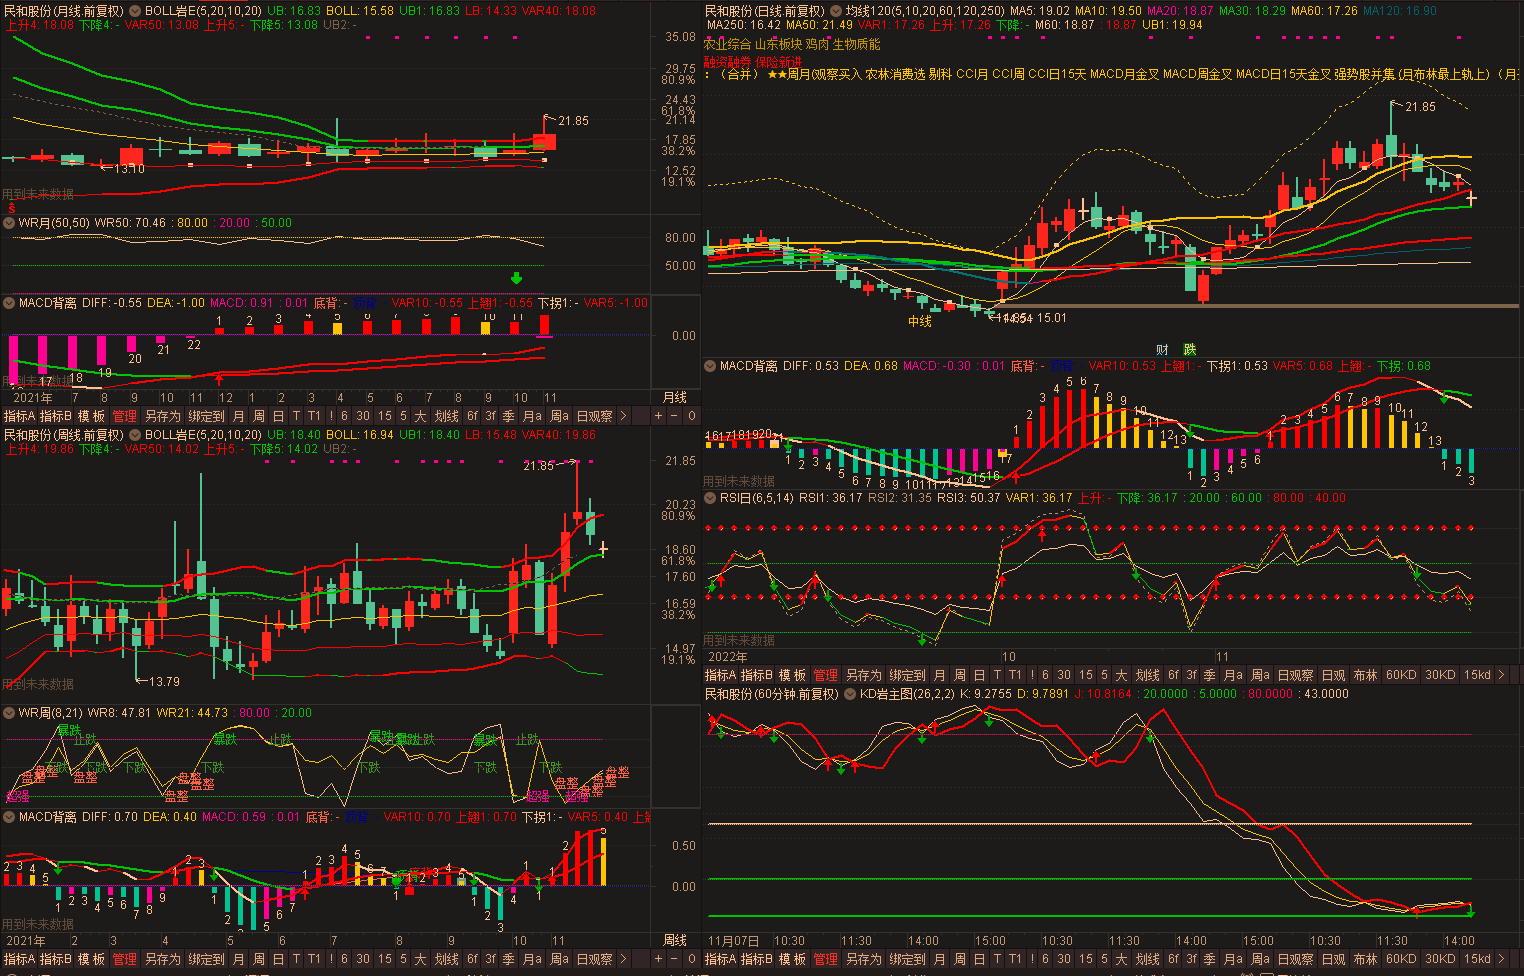 民和股份(月线.前复权) BOLL岩E(5,20,10,20) UB: 16.83 BOLL: 15.58 UB1: 16.83 LB: 14.33 VAR40: 18.08
上升4: 18.08 下降4: - VAR50: 13.08 上升5: - 下降5: 13.08 UB2: -
35.08
29.75
80.9%
24.43
61.8%
21.14
17.85
38.2%
12.52
19.1%
21.85
13.10
用到未来数据
WR月(50,50) WR50: 70.46 : 80.00 : 20.00 : 50.00
80.00
50.00
MACD背离 DIFF: -0.55 DEA: -1.00 MACD: 0.91 : 0.01 底背: - 顶背: - VAR10: -0.55 上翘1: -0.55 下拐1: - VAR5: -1.00
0.00
17 18 19 20 21 22 1 2 3 4 5 6 7 8 9 10 11
用到未来数据
2021年 7 8 9 10 11 12 1 2 3 4 5 6 7 8 9 10 11 月线
指标A 指标B 模板 管理 另存为 绑定到 月 周 日 T T1 ! 6 30 15 5 大 划线 6f 3f 季 月a 周a 日观察 > + − 0
民和股份(周线.前复权) BOLL岩E(5,20,10,20) UB: 18.40 BOLL: 16.94 UB1: 18.40 LB: 15.48 VAR40: 19.86
上升4: 19.86 下降4: - VAR50: 14.02 上升5: - 下降5: 14.02 UB2: -
21.85
21.85
20.23
80.9%
18.60
61.8%
17.60
16.59
38.2%
14.97
19.1%
13.79
用到未来数据
WR周(8,21) WR8: 47.81 WR21: 44.73 : 80.00 : 20.00
暴跌 止跌 暴跌 止跌 暴跌 止跌 暴跌 止跌
下跌 下跌 下跌 下跌 下跌 下跌 下跌
盘整 盘整 盘整 盘整 盘整 盘整 盘整 盘整
超强 超强 超强
MACD背离 DIFF: 0.70 DEA: 0.40 MACD: 0.59 : 0.01 底背: - 顶背: - VAR10: 0.70 上翘1: 0.70 下拐1: - VAR5: 0.40 上翘
0.50
0.00
用到未来数据
2021年 2 3 4 5 6 7 8 9 10 11 周线
指标A 指标B 模板 管理 另存为 绑定到 月 周 日 T T1 ! 6 30 15 5 大 划线 6f 3f 季 月a 周a 日观察 > + − 0
民和股份(日线.前复权) 均线120(5,10,20,60,120,250) MA5: 19.02 MA10: 19.50 MA20: 18.87 MA30: 18.29 MA60: 17.26 MA120: 16.90
MA250: 16.42 MA50: 21.49 VAR1: 17.26 上升: 17.26 下降: - M60: 18.87 : 18.87 UB1: 19.94
农业综合 山东板块 鸡肉 生物质能
融资融券 保险新进
: （合并） ★★周月(观察买入 农林消费选 剔科 CCI月 CCI周 CCI日15天 MACD月金叉 MACD周金叉 MACD日15天金叉 强势股并集 (月布林最上轨上)（月
21.85
14.54 15.01
中线
财 跌
MACD背离 DIFF: 0.53 DEA: 0.68 MACD: -0.30 : 0.01 底背: - 顶背: - VAR10: 0.53 上翘1: - 下拐1: 0.53 VAR5: 0.68 上翘: - 下拐: 0.68
用到未来数据
RSI日(6,5,14) RSI1: 36.17 RSI2: 31.35 RSI3: 50.37 VAR1: 36.17 上升: - 下降: 36.17 : 20.00 : 60.00 : 80.00 : 40.00
用到未来数据
2022年 10 11
指标A 指标B 模板 管理 另存为 绑定到 月 周 日 T T1 ! 6 30 15 5 大 划线 6f 3f 季 月a 周a 日观察 日观 布林 60KD 30KD 15kd >
民和股份(60分钟.前复权) KD岩主图(26,2,2) K: 9.2755 D: 9.7891 J: 10.8164 : 20.0000 : 5.0000 : 80.0000 : 43.0000
11月07日 10:30 11:30 14:00 15:00 10:30 11:30 14:00 15:00 10:30 11:30 14:00
指标A 指标B 模板 管理 另存为 绑定到 月 周 日 T T1 ! 6 30 15 5 大 划线 6f 3f 季 月a 周a 日观察 日观 布林 60KD 30KD 15kd >